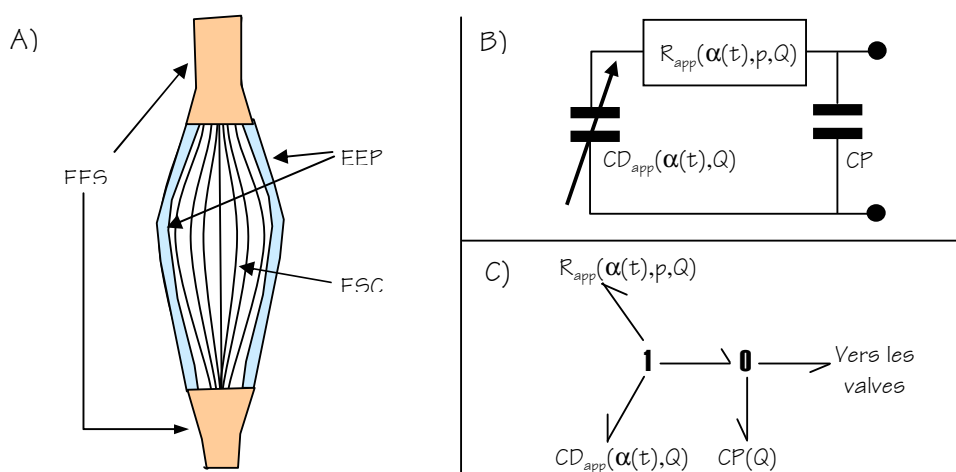 A)
EES
EEP
ESC
B)
R_app(α(t),p,Q)
CD_app(α(t),Q)
CP
C)
R_app(α(t),p,Q)
1
0
Vers les
valves
CD_app(α(t),Q)
CP(Q)